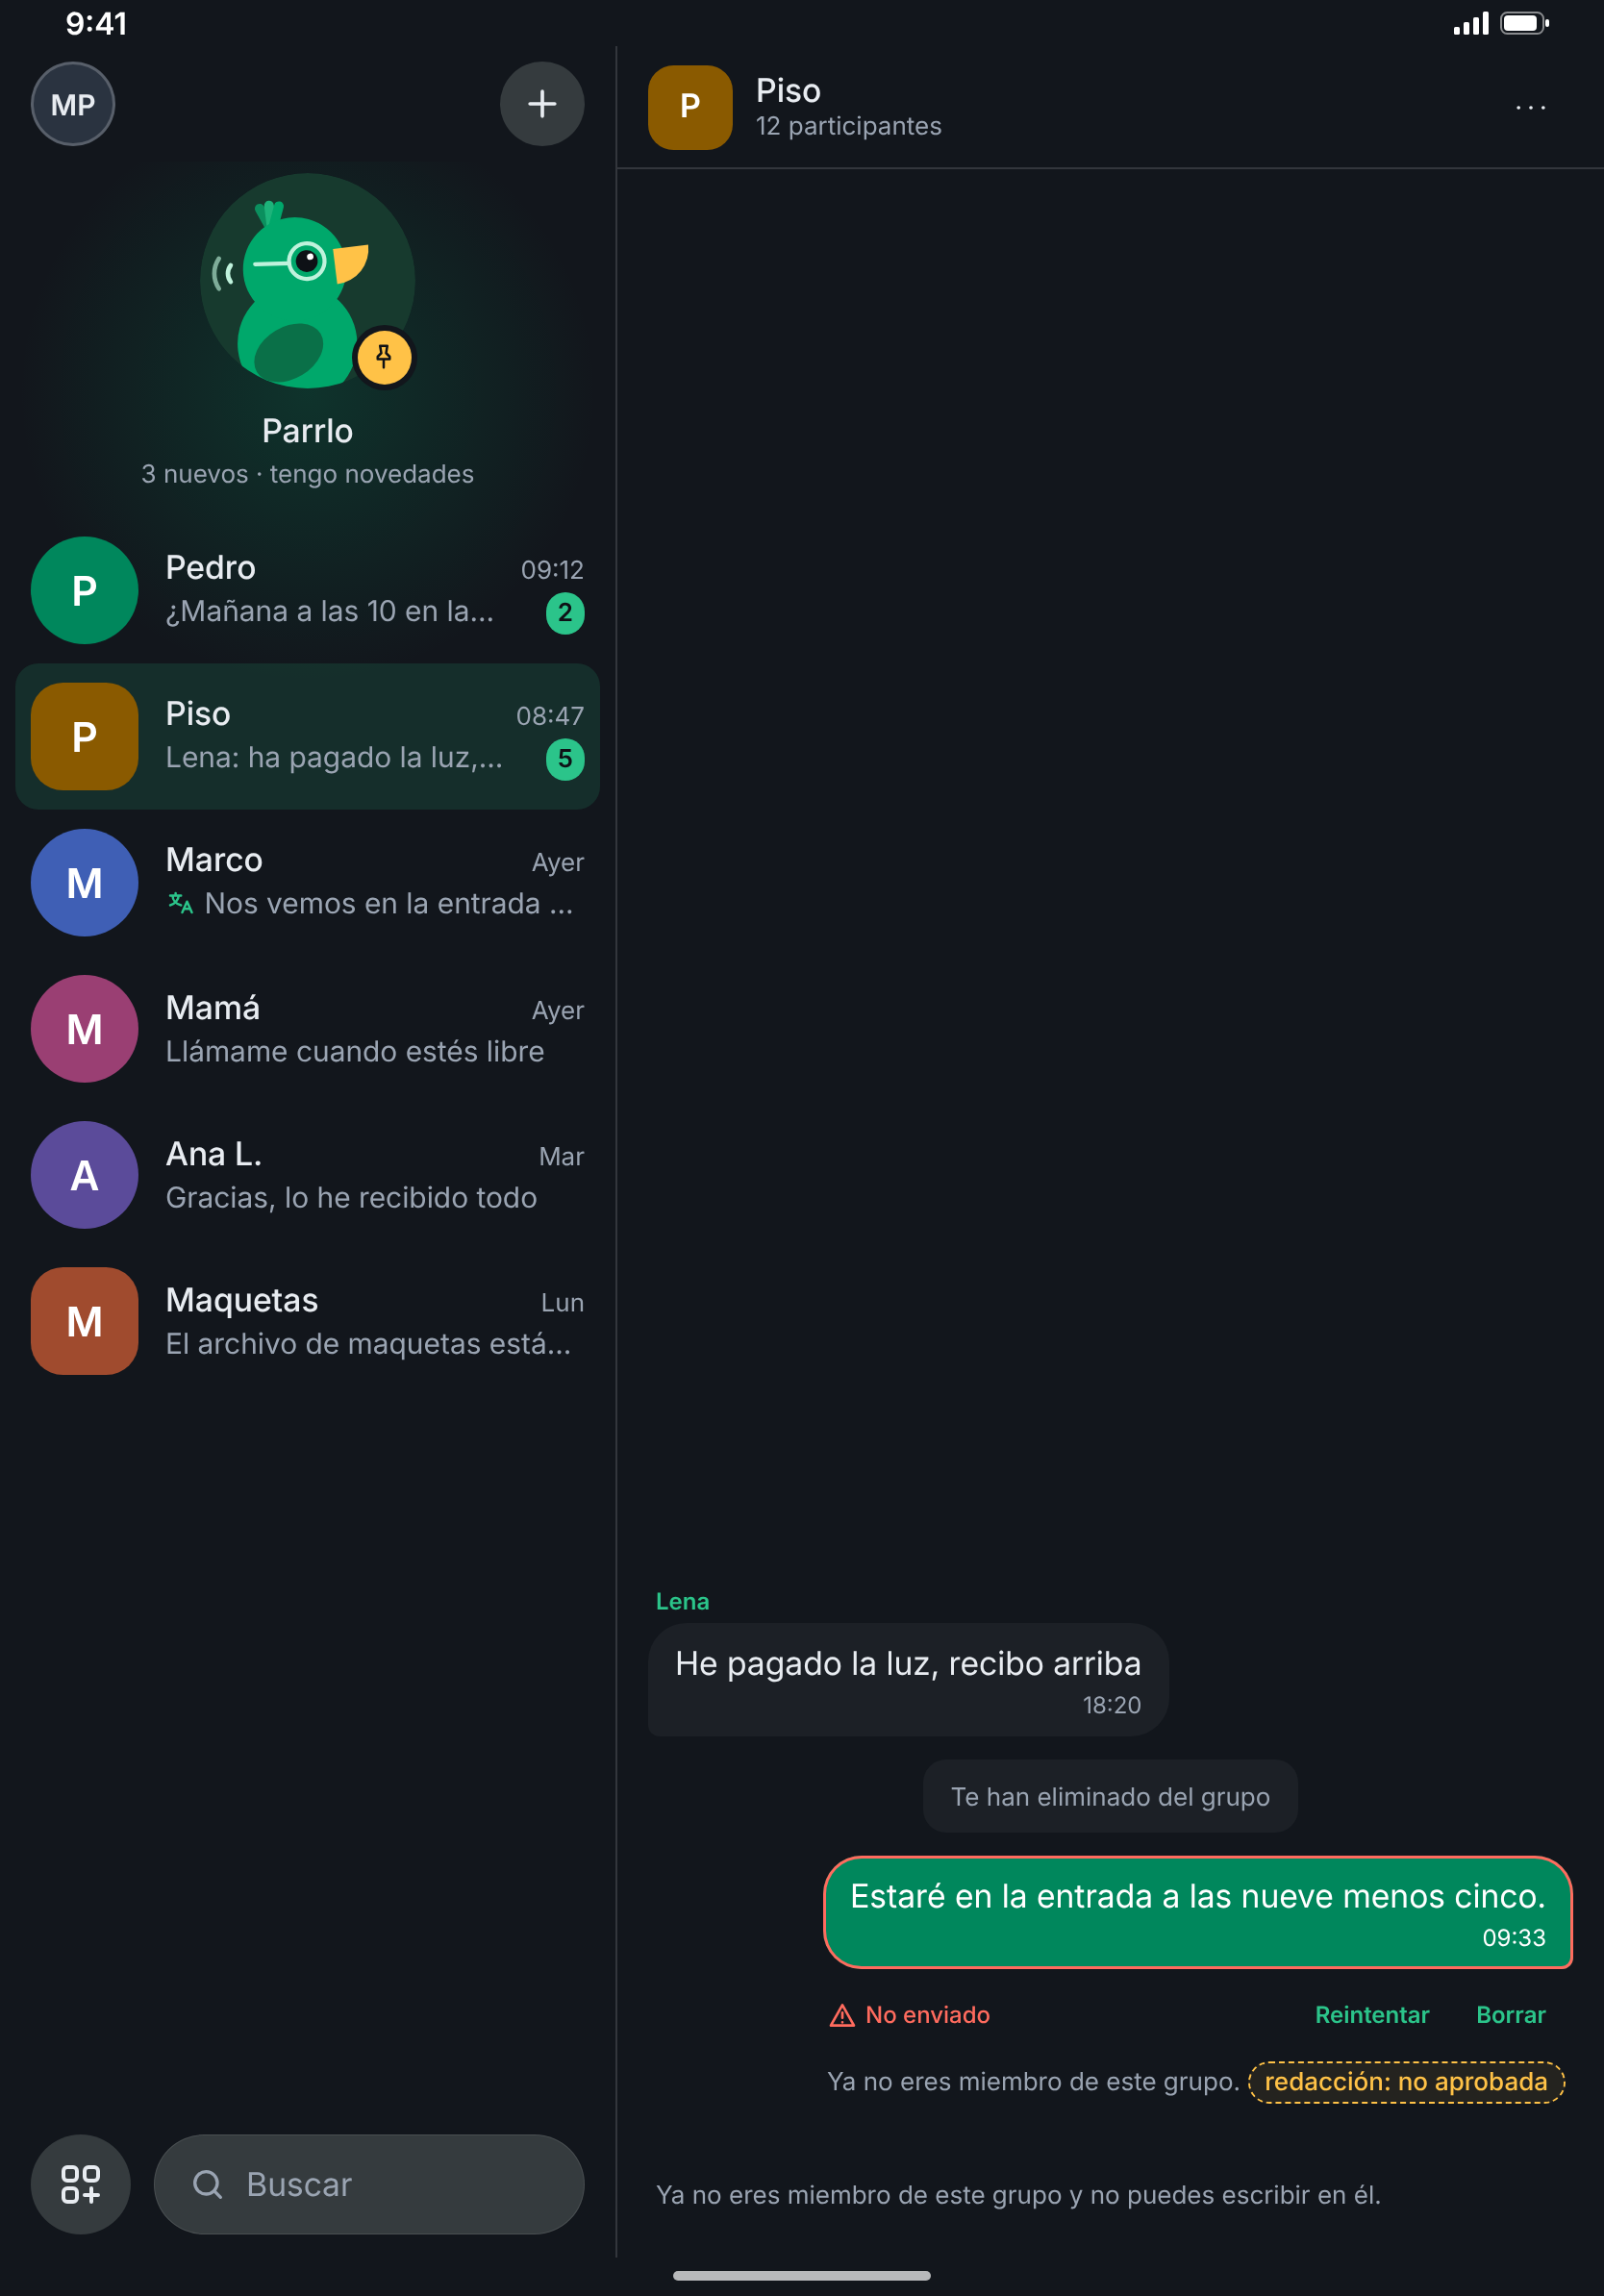 9:41
MP
Parrlo
3 nuevos · tengo novedades
P
Pedro
09:12
¿Mañana a las 10 en la...
2
P
Piso
08:47
Lena: ha pagado la luz,...
5
M
Marco
Ayer
Nos vemos en la entrada ...
M
Mamá
Ayer
Llámame cuando estés libre
A
Ana L.
Mar
Gracias, lo he recibido todo
M
Maquetas
Lun
El archivo de maquetas está...
Buscar
P
Piso
12 participantes
Lena
He pagado la luz, recibo arriba
18:20
Te han eliminado del grupo
Estaré en la entrada a las nueve menos cinco.
09:33
No enviado
Reintentar
Borrar
Ya no eres miembro de este grupo. redacción: no aprobada
Ya no eres miembro de este grupo y no puedes escribir en él.